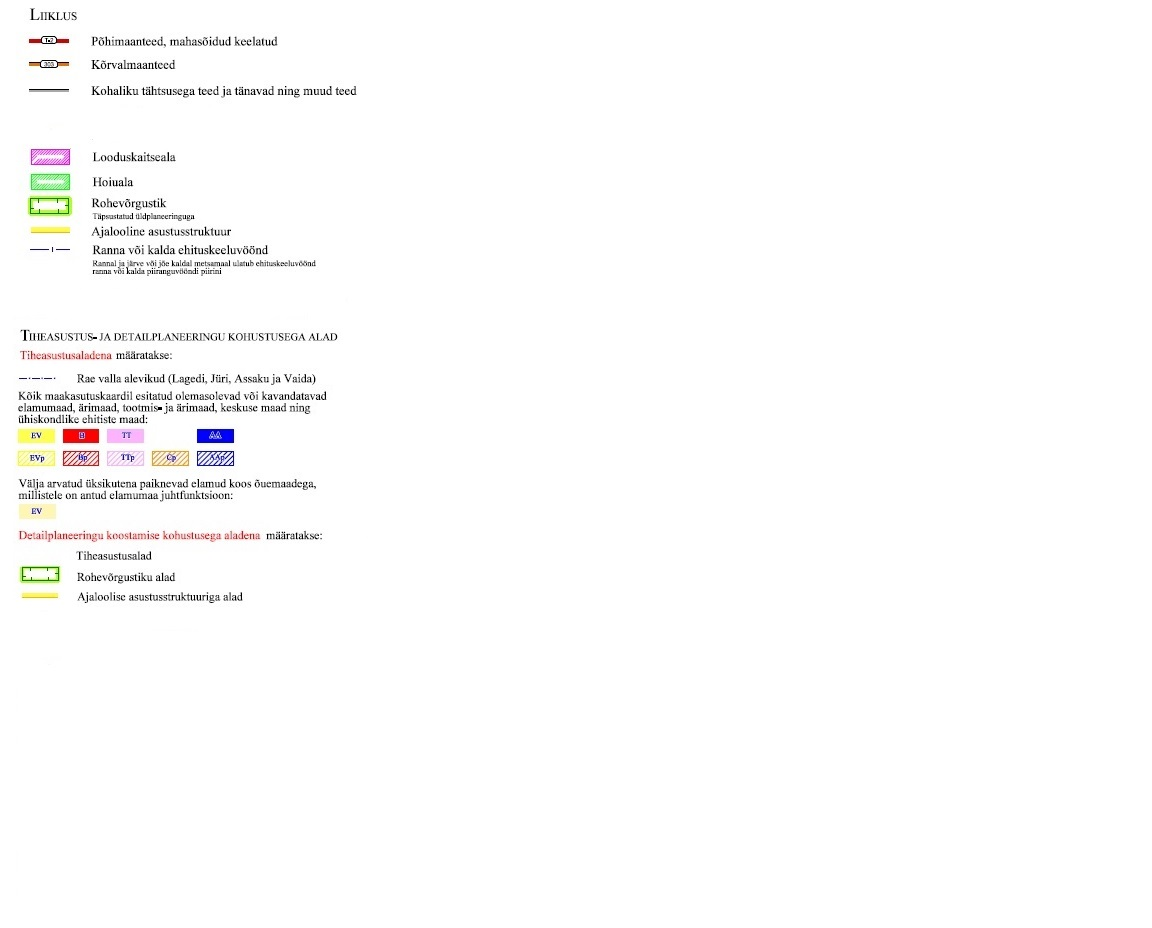 LIIKLUS
T-2 Põhimaanteed, mahasõidud keelatud
303 Kõrvalmaanteed
Kohaliku tähtsusega teed ja tänavad ning muud teed
Looduskaitseala
Hoiuala
Rohevõrgustik
Täpsustatud üldplaneeringuga
Ajalooline asustusstruktuur
Ranna või kalda ehituskeeluvöönd
Rannal ja järve või jõe kaldal metsamaal ulatub ehituskeeluvöönd
ranna või kalda piiranguvööndi piirini
TIHEASUSTUS- JA DETAILPLANEERINGU KOHUSTUSEGA ALAD
Tiheasustusaladena määratakse:
Rae valla alevikud (Lagedi, Jüri, Assaku ja Vaida)
Kõik maakasutuskaardil esitatud olemasolevad või kavandatavad
elamumaad, ärimaad, tootmis- ja ärimaad, keskuse maad ning
ühiskondlike ehitiste maad:
EV B TT AA
EVp Bp TTp Cp AAp
Välja arvatud üksikutena paiknevad elamud koos õuemaadega,
millistele on antud elamumaa juhtfunktsioon:
EV
Detailplaneeringu koostamise kohustusega aladena määratakse:
Tiheasustusalad
Rohevõrgustiku alad
Ajaloolise asustusstruktuuriga alad